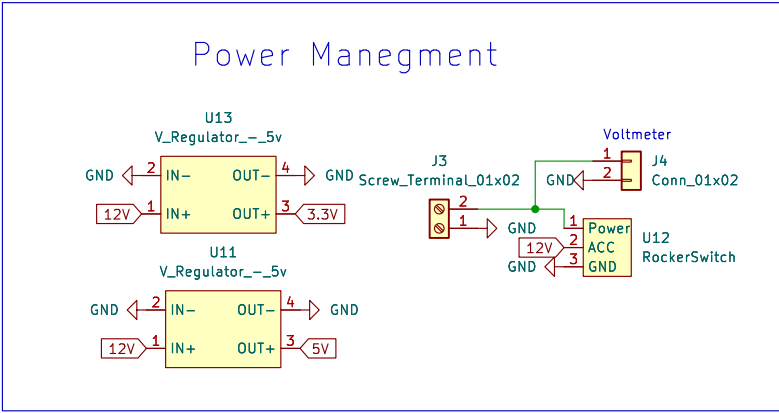 Power Manegment
U13
V_Regulator_-_5v
GND 2 IN- OUT- 4 GND
12V 1 IN+ OUT+ 3 3.3V
U11
V_Regulator_-_5v
GND 2 IN- OUT- 4 GND
12V 1 IN+ OUT+ 3 5V
Voltmeter
J3
Screw_Terminal_01x02
2
1 GND
1 J4
GND 2 Conn_01x02
1 Power U12
12V 2 ACC RockerSwitch
GND 3 GND